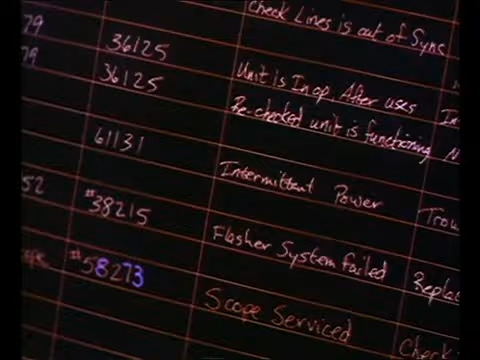 check Lines is out of Sync
79 36125
79 36125 Unit is Inop, After uses In
Re-checked unit is functioning N
61131 Intermittent Power Trou
52 #38215 Flasher System Failed Replac
#58273 Scope Serviced Check